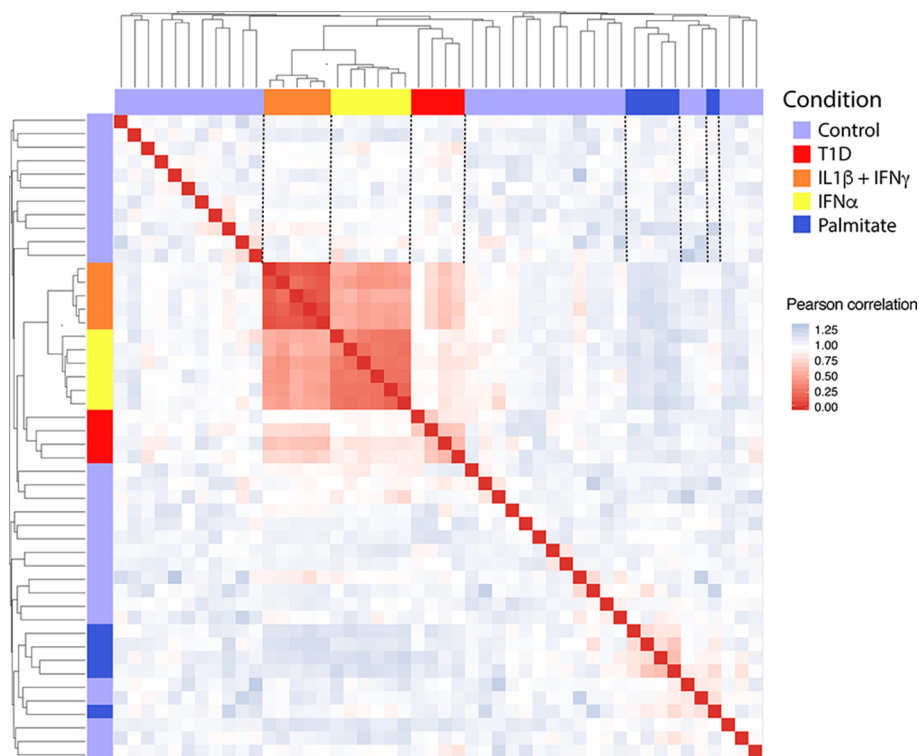 Condition
Control
T1D
IL1β + IFNγ
IFNα
Palmitate
Pearson correlation
1.25
1.00
0.75
0.50
0.25
0.00